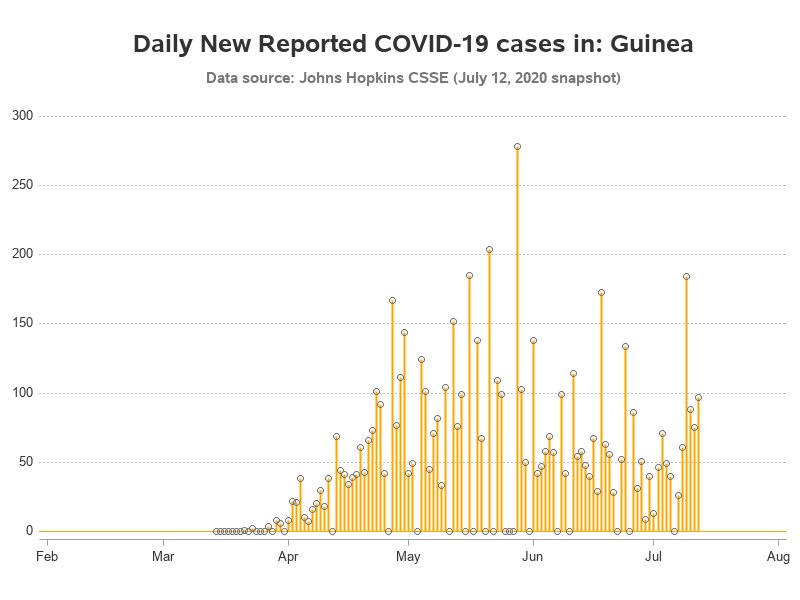 Daily New Reported COVID-19 cases in: Guinea
Data source: Johns Hopkins CSSE (July 12, 2020 snapshot)
300
250
200
150
100
50
0
Feb Mar Apr May Jun Jul Aug